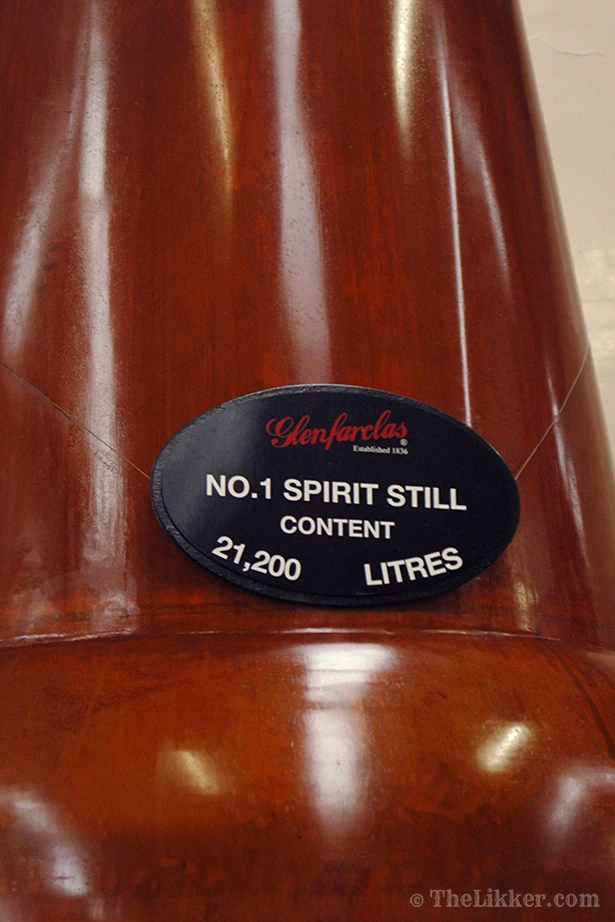 Glenfarclas®
Established 1836
NO.1 SPIRIT STILL
CONTENT
21,200 LITRES
© TheLikker.com